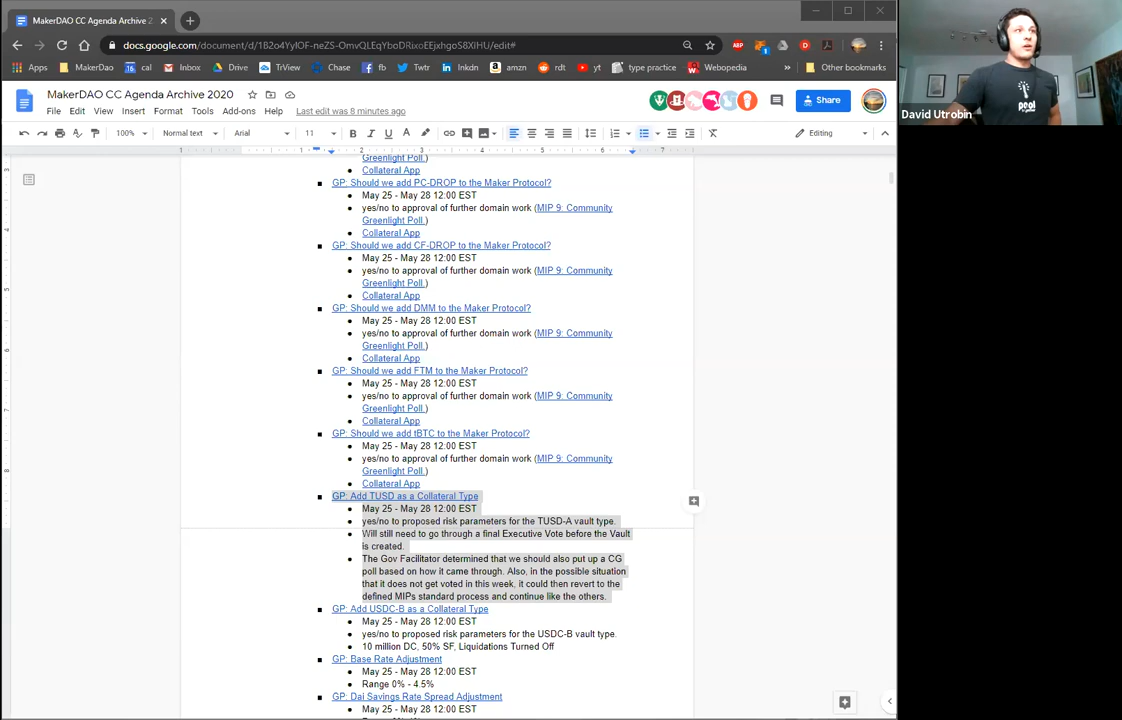 MakerDAO CC Agenda Archive 2
docs.google.com/document/d/1B2o4YyIOF-neZS-OmvQLEqYboDRixoEEjxhgoS8XIHU/edit#
Apps
MakerDao
cal
Inbox
Drive
TrView
Chase
fb
Twtr
lnkdn
amzn
rdt
yt
type practice
Webopedia
»
Other bookmarks
David Utrobin
MakerDAO CC Agenda Archive 2020
File Edit View Insert Format Tools Add-ons Help Last edit was 8 minutes ago
Share
100% Normal text Arial 11 Editing
Greenlight Poll.)
Collateral App
GP: Should we add PC-DROP to the Maker Protocol?
May 25 - May 28 12:00 EST
yes/no to approval of further domain work (MIP 9: Community
Greenlight Poll.)
Collateral App
GP: Should we add CF-DROP to the Maker Protocol?
May 25 - May 28 12:00 EST
yes/no to approval of further domain work (MIP 9: Community
Greenlight Poll.)
Collateral App
GP: Should we add DMM to the Maker Protocol?
May 25 - May 28 12:00 EST
yes/no to approval of further domain work (MIP 9: Community
Greenlight Poll.)
Collateral App
GP: Should we add FTM to the Maker Protocol?
May 25 - May 28 12:00 EST
yes/no to approval of further domain work (MIP 9: Community
Greenlight Poll.)
Collateral App
GP: Should we add tBTC to the Maker Protocol?
May 25 - May 28 12:00 EST
yes/no to approval of further domain work (MIP 9: Community
Greenlight Poll.)
Collateral App
GP: Add TUSD as a Collateral Type
May 25 - May 28 12:00 EST
yes/no to proposed risk parameters for the TUSD-A vault type.
Will still need to go through a final Executive Vote before the Vault
is created.
The Gov Facilitator determined that we should also put up a CG
poll based on how it came through. Also, in the possible situation
that it does not get voted in this week, it could then revert to the
defined MIPs standard process and continue like the others.
GP: Add USDC-B as a Collateral Type
May 25 - May 28 12:00 EST
yes/no to proposed risk parameters for the USDC-B vault type.
10 million DC, 50% SF, Liquidations Turned Off
GP: Base Rate Adjustment
May 25 - May 28 12:00 EST
Range 0% - 4.5%
GP: Dai Savings Rate Spread Adjustment
May 25 - May 28 12:00 EST